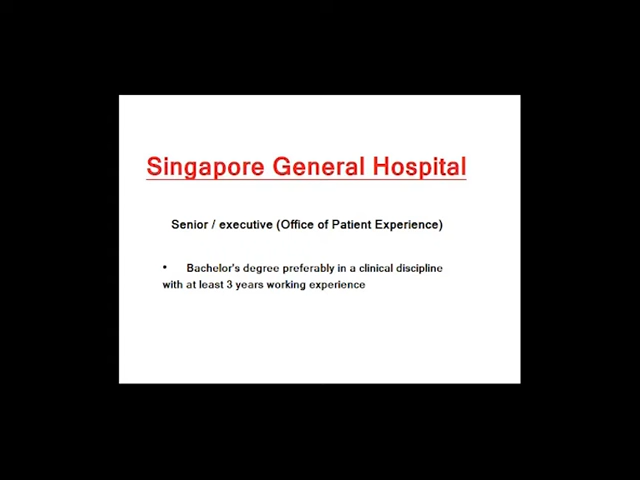 Singapore General Hospital
Senior / executive (Office of Patient Experience)
• Bachelor's degree preferably in a clinical discipline
with at least 3 years working experience